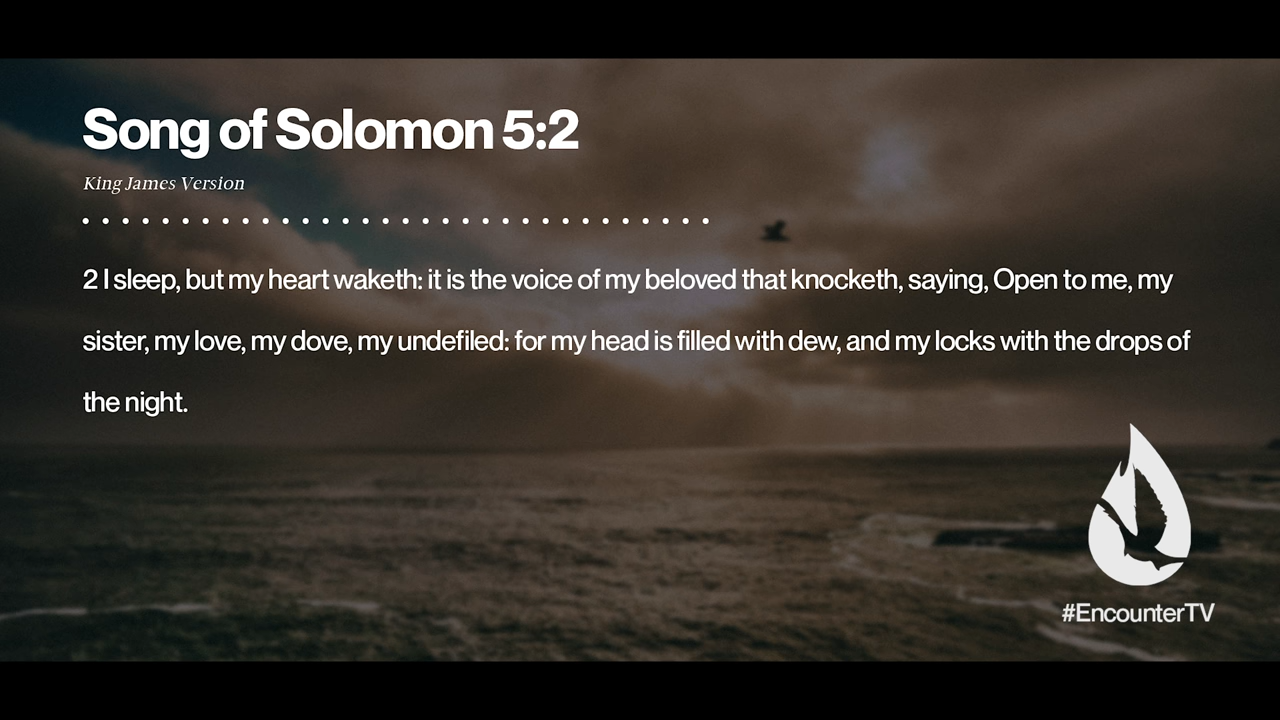 Song of Solomon 5:2
King James Version
2 I sleep, but my heart waketh: it is the voice of my beloved that knocketh, saying, Open to me, my
sister, my love, my dove, my undefiled: for my head is filled with dew, and my locks with the drops of
the night.
#EncounterTV